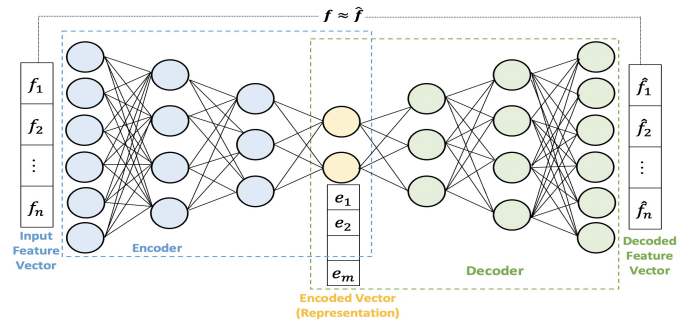 f ≈ f̂
f₁
f₂
⋮
fₙ
Input
Feature
Vector
Encoder
e₁
e₂
eₘ
Encoded Vector
(Representation)
Decoder
f̂₁
f̂₂
⋮
f̂ₙ
Decoded
Feature
Vector